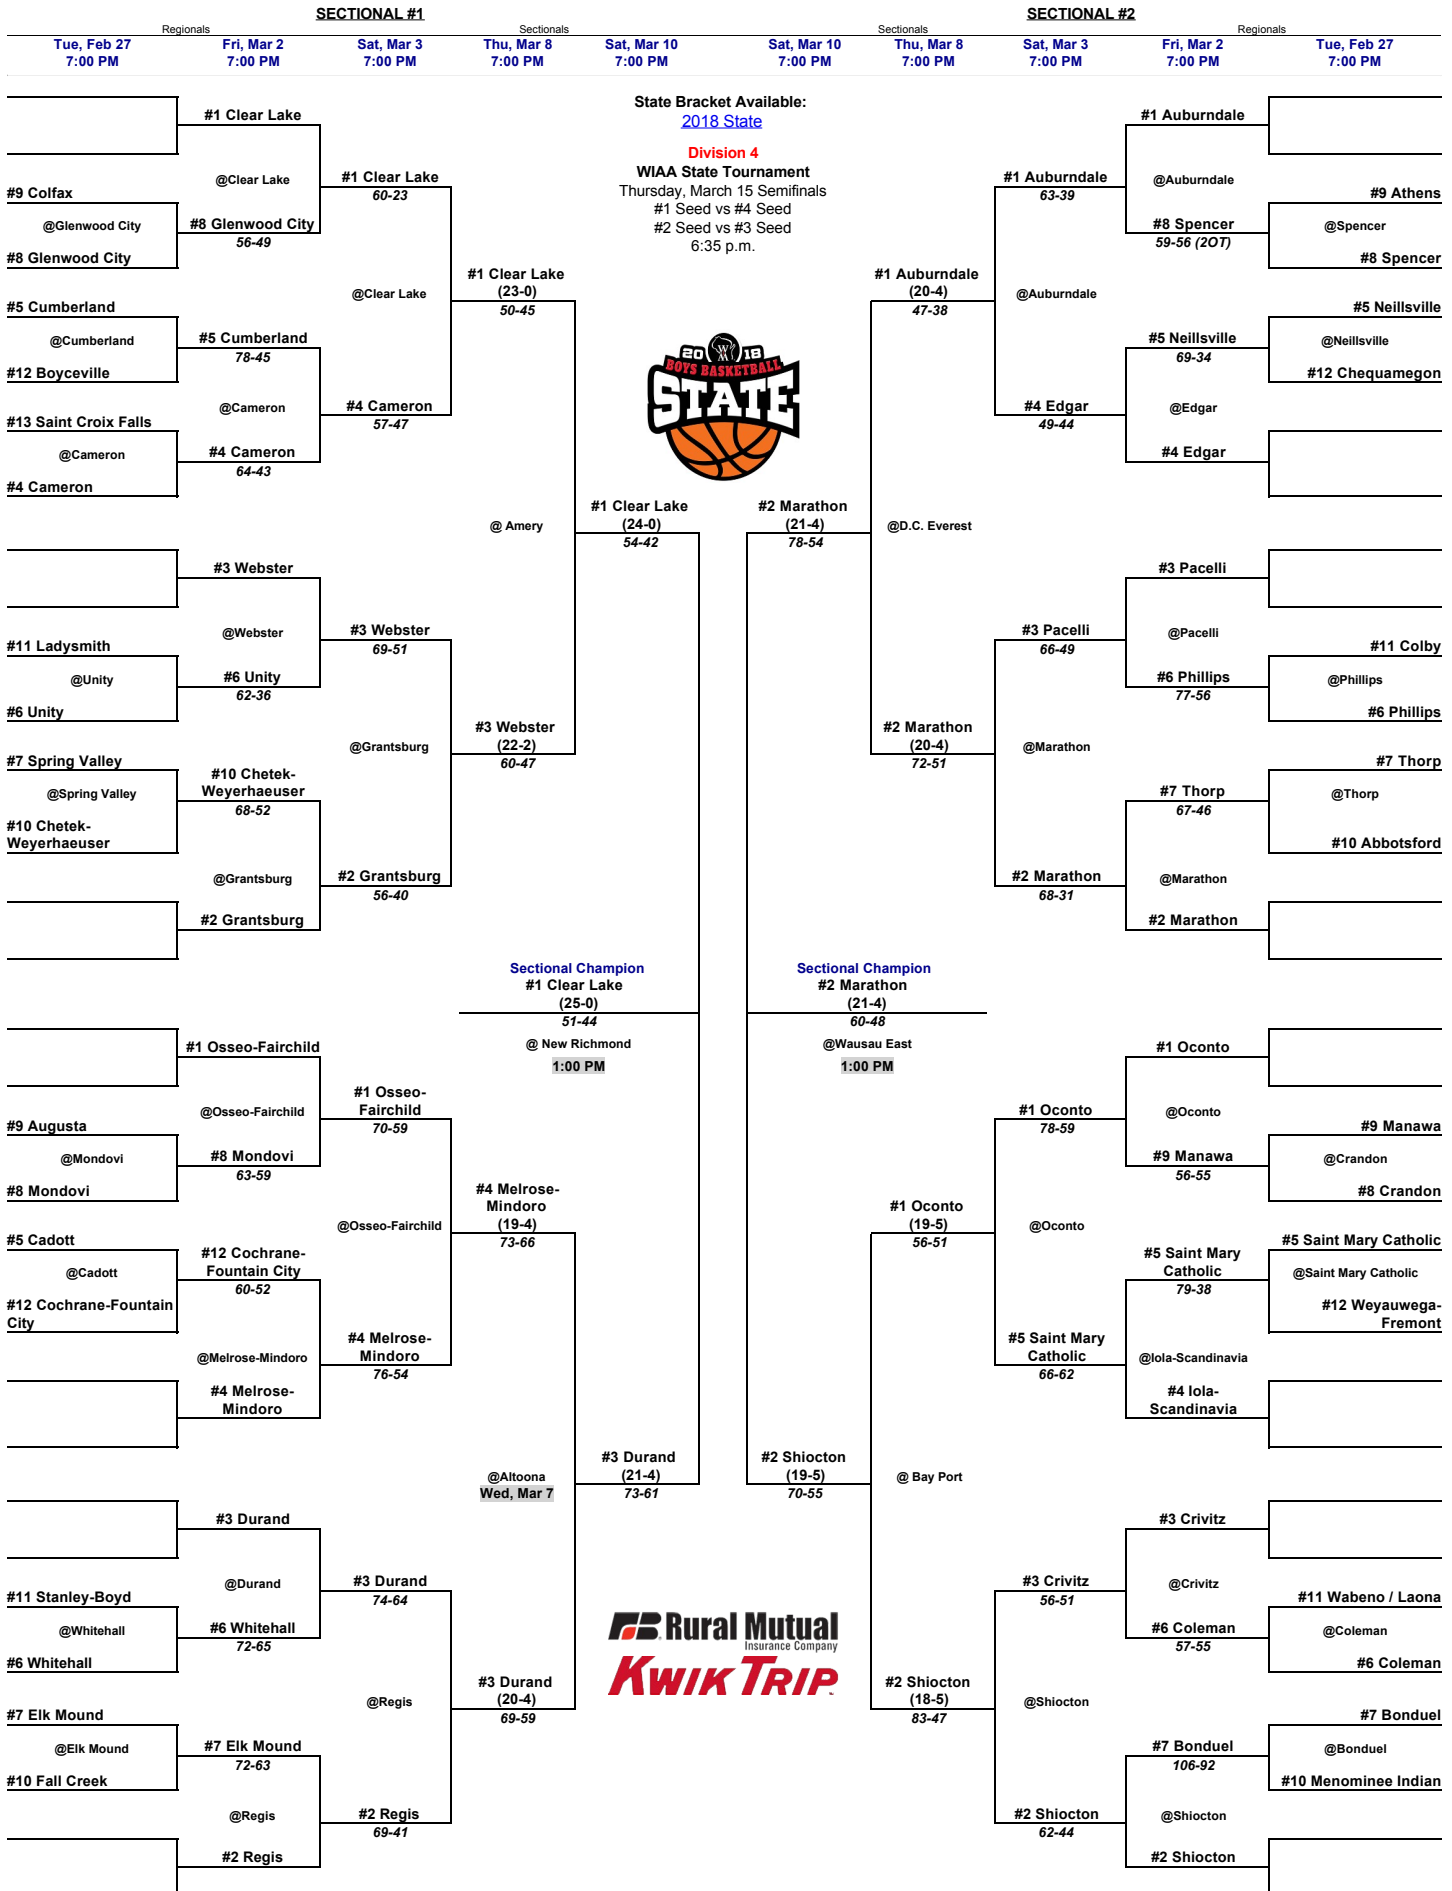 SECTIONAL #1
SECTIONAL #2
Regionals
Sectionals
Sectionals
Regionals
Tue, Feb 27
7:00 PM
Fri, Mar 2
7:00 PM
Sat, Mar 3
7:00 PM
Thu, Mar 8
7:00 PM
Sat, Mar 10
7:00 PM
Sat, Mar 10
7:00 PM
Thu, Mar 8
7:00 PM
Sat, Mar 3
7:00 PM
Fri, Mar 2
7:00 PM
Tue, Feb 27
7:00 PM
State Bracket Available:
2018 State
Division 4
WIAA State Tournament
Thursday, March 15 Semifinals
#1 Seed vs #4 Seed
#2 Seed vs #3 Seed
6:35 p.m.
20 18
BOYS BASKETBALL
STATE
#9 Colfax
@Glenwood City
#8 Glenwood City
#5 Cumberland
@Cumberland
#12 Boyceville
#13 Saint Croix Falls
@Cameron
#4 Cameron
#11 Ladysmith
@Unity
#6 Unity
#7 Spring Valley
@Spring Valley
#10 Chetek-
Weyerhaeuser
#1 Clear Lake
@Clear Lake
#8 Glenwood City
56-49
#5 Cumberland
78-45
@Cameron
#4 Cameron
64-43
#3 Webster
@Webster
#6 Unity
62-36
#10 Chetek-
Weyerhaeuser
68-52
@Grantsburg
#2 Grantsburg
#1 Clear Lake
60-23
@Clear Lake
#4 Cameron
57-47
#3 Webster
69-51
@Grantsburg
#2 Grantsburg
56-40
#1 Clear Lake
(23-0)
50-45
@ Amery
#3 Webster
(22-2)
60-47
#1 Clear Lake
(24-0)
54-42
Sectional Champion
#1 Clear Lake
(25-0)
51-44
@ New Richmond
1:00 PM
#9 Augusta
@Mondovi
#8 Mondovi
#5 Cadott
@Cadott
#12 Cochrane-Fountain
City
#11 Stanley-Boyd
@Whitehall
#6 Whitehall
#7 Elk Mound
@Elk Mound
#10 Fall Creek
#1 Osseo-Fairchild
@Osseo-Fairchild
#8 Mondovi
63-59
#12 Cochrane-
Fountain City
60-52
@Melrose-Mindoro
#4 Melrose-
Mindoro
#3 Durand
@Durand
#6 Whitehall
72-65
#7 Elk Mound
72-63
@Regis
#2 Regis
#1 Osseo-
Fairchild
70-59
@Osseo-Fairchild
#4 Melrose-
Mindoro
76-54
#3 Durand
74-64
@Regis
#2 Regis
69-41
#4 Melrose-
Mindoro
(19-4)
73-66
@Altoona
Wed, Mar 7
#3 Durand
(20-4)
69-59
#3 Durand
(21-4)
73-61
#2 Marathon
(21-4)
78-54
Sectional Champion
#2 Marathon
(21-4)
60-48
@Wausau East
1:00 PM
#1 Auburndale
(20-4)
47-38
@D.C. Everest
#2 Marathon
(20-4)
72-51
#1 Auburndale
63-39
@Auburndale
#4 Edgar
49-44
#3 Pacelli
66-49
@Marathon
#2 Marathon
68-31
#1 Auburndale
@Auburndale
#8 Spencer
59-56 (2OT)
#5 Neillsville
69-34
@Edgar
#4 Edgar
#3 Pacelli
@Pacelli
#6 Phillips
77-56
#7 Thorp
67-46
@Marathon
#2 Marathon
#9 Athens
@Spencer
#8 Spencer
#5 Neillsville
@Neillsville
#12 Chequamegon
#11 Colby
@Phillips
#6 Phillips
#7 Thorp
@Thorp
#10 Abbotsford
#2 Shiocton
(19-5)
70-55
#1 Oconto
(19-5)
56-51
@ Bay Port
#2 Shiocton
(18-5)
83-47
#1 Oconto
78-59
@Oconto
#5 Saint Mary
Catholic
66-62
#3 Crivitz
56-51
@Shiocton
#2 Shiocton
62-44
#1 Oconto
@Oconto
#9 Manawa
56-55
#5 Saint Mary
Catholic
79-38
@Iola-Scandinavia
#4 Iola-
Scandinavia
#3 Crivitz
@Crivitz
#6 Coleman
57-55
#7 Bonduel
106-92
@Shiocton
#2 Shiocton
#9 Manawa
@Crandon
#8 Crandon
#5 Saint Mary Catholic
@Saint Mary Catholic
#12 Weyauwega-
Fremont
#11 Wabeno / Laona
@Coleman
#6 Coleman
#7 Bonduel
@Bonduel
#10 Menominee Indian
Rural Mutual
Insurance Company
KWIK TRIP